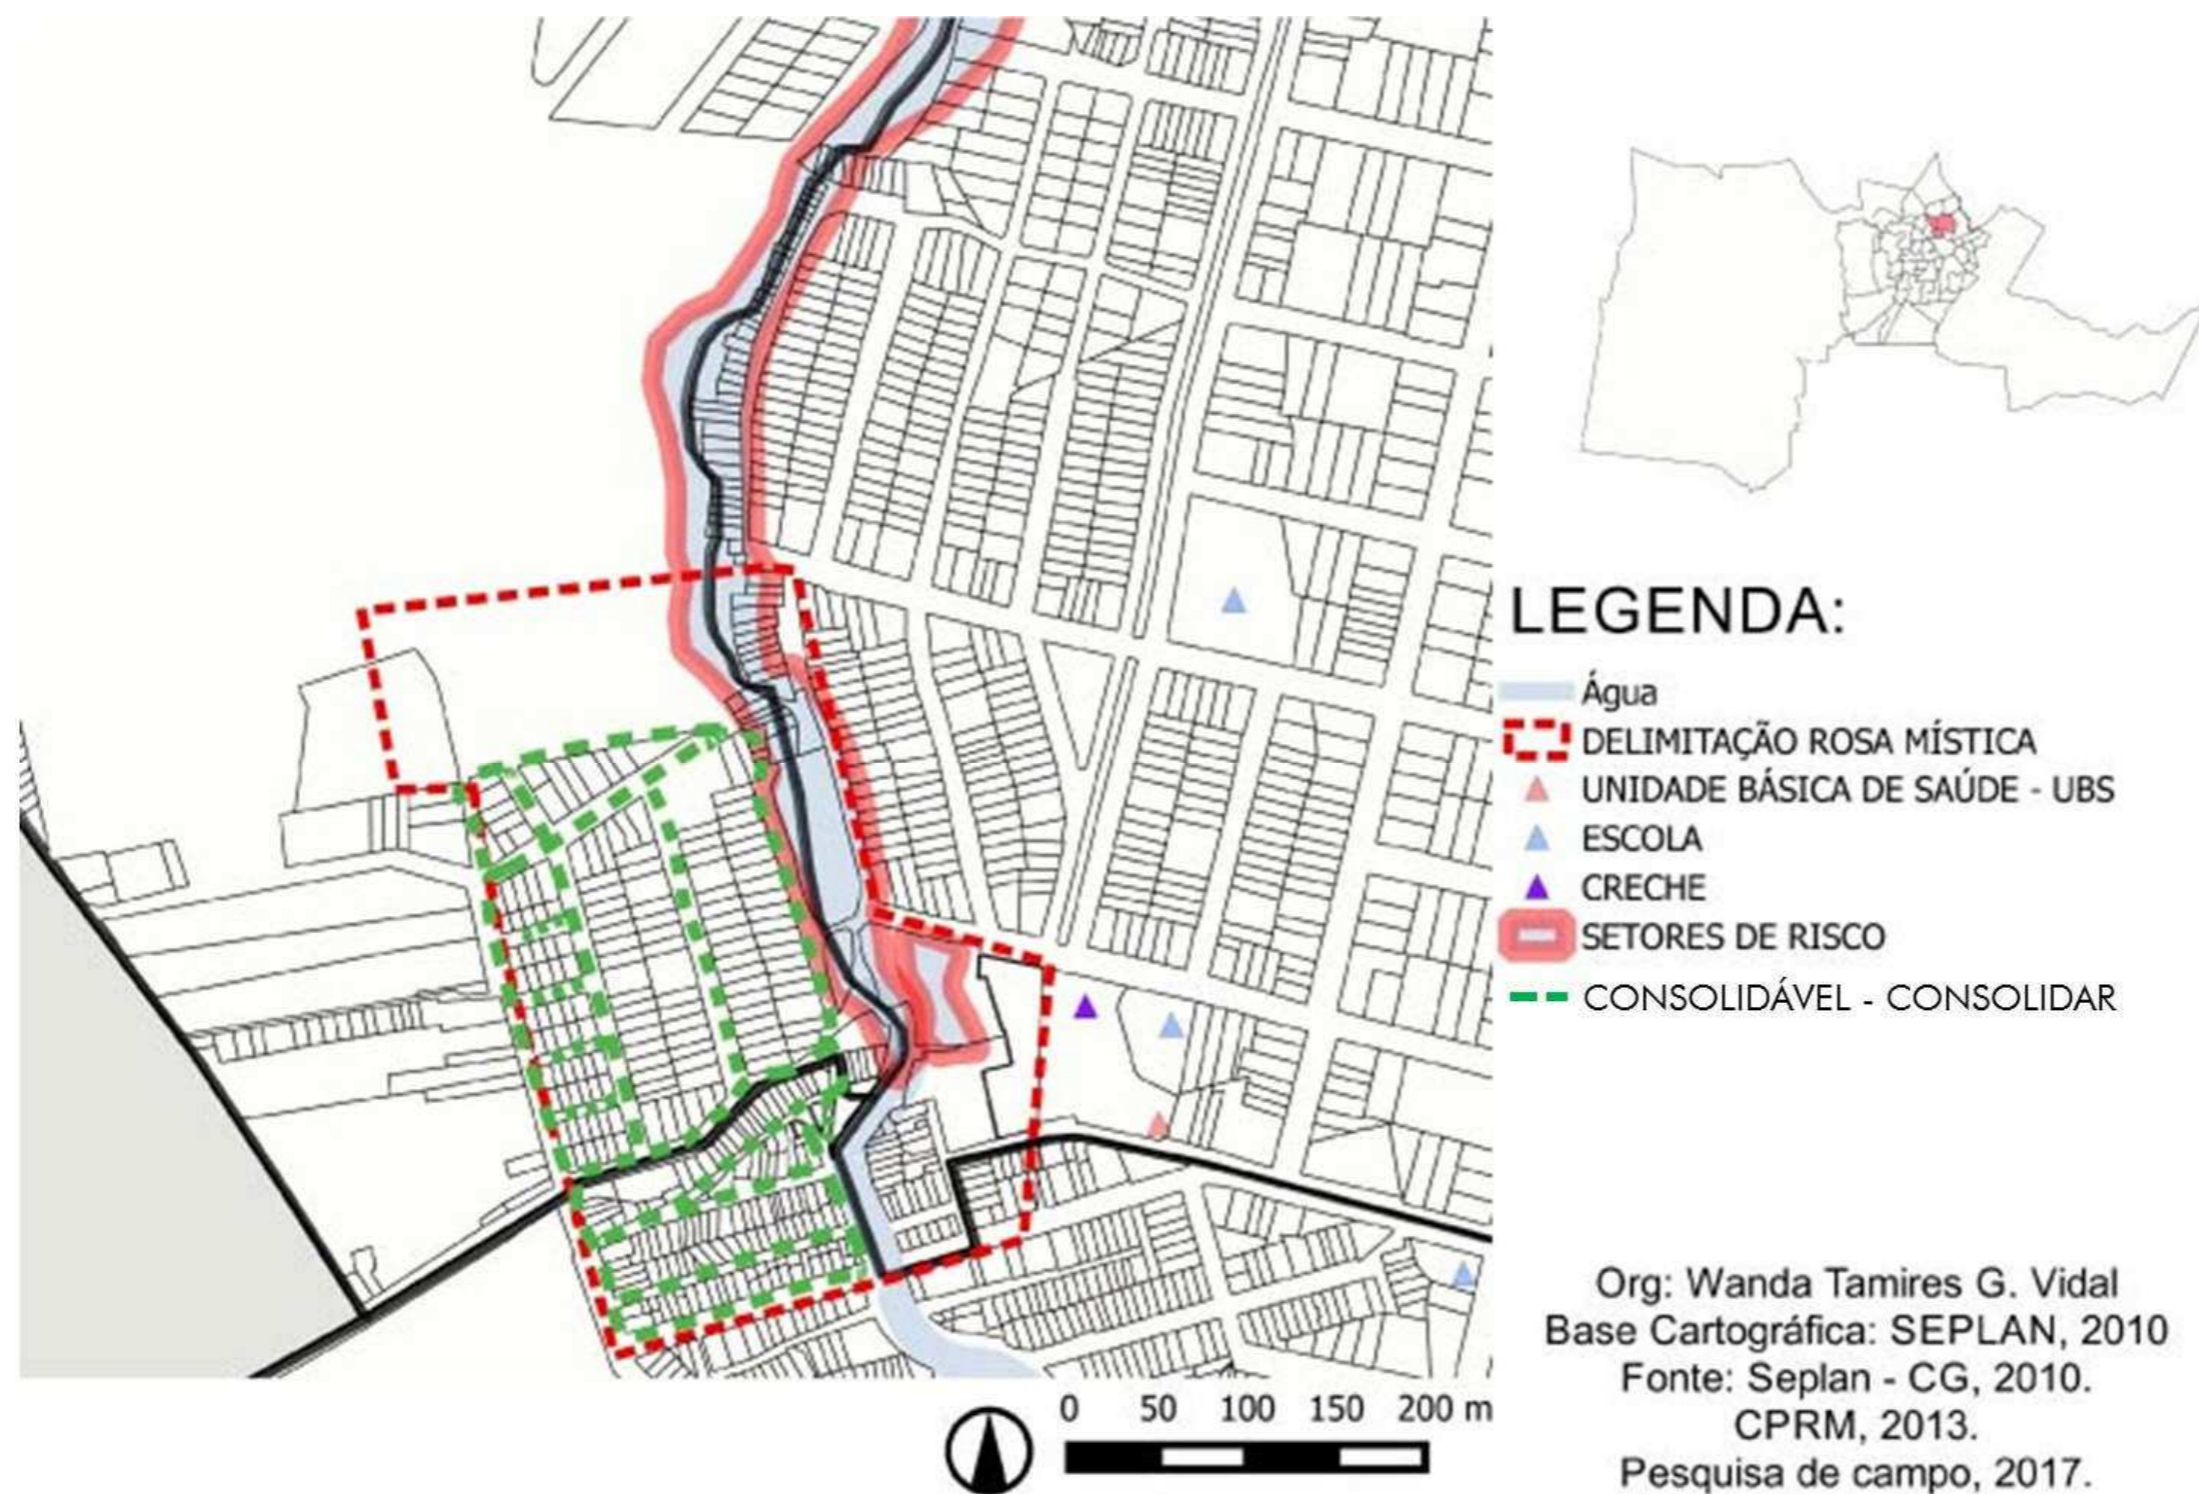 LEGENDA:
Água
DELIMITAÇÃO ROSA MÍSTICA
UNIDADE BÁSICA DE SAÚDE - UBS
ESCOLA
CRECHE
SETORES DE RISCO
CONSOLIDÁVEL - CONSOLIDAR
Org: Wanda Tamires G. Vidal
Base Cartográfica: SEPLAN, 2010
Fonte: Seplan - CG, 2010.
CPRM, 2013.
Pesquisa de campo, 2017.
0 50 100 150 200 m